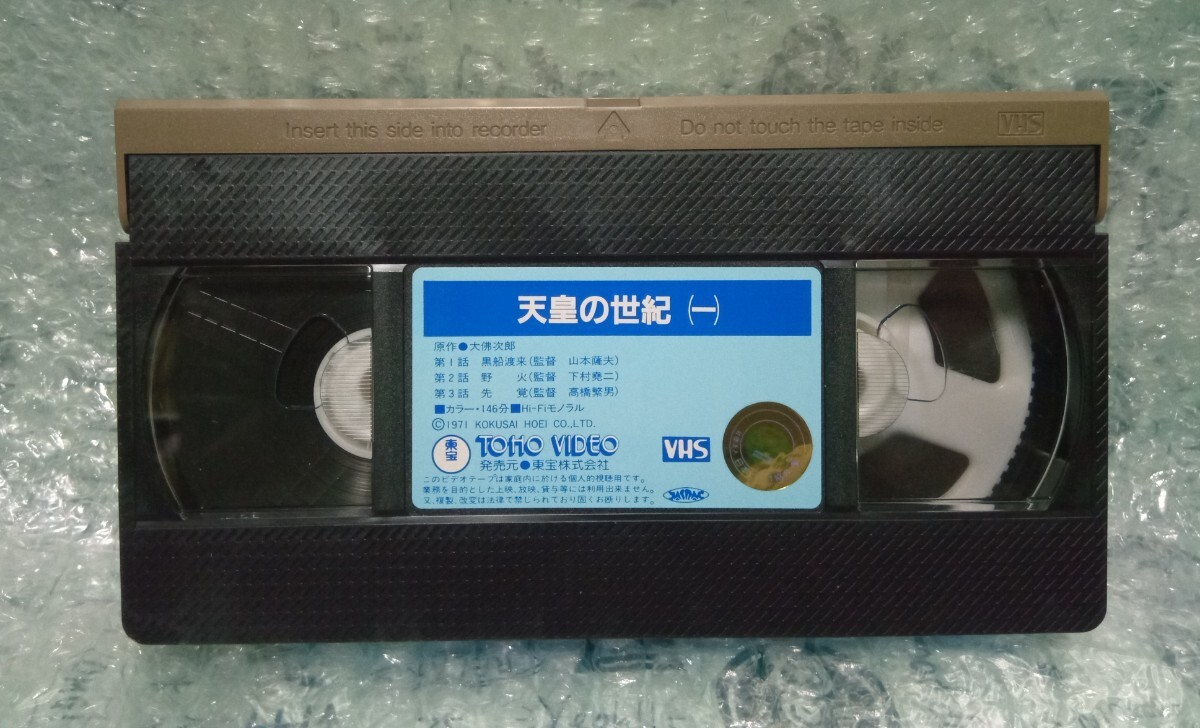 Insert this side into recorder
Do not touch the tape inside
VHS
天皇の世紀 (一)
原作●大佛次郎
第1話 黒船渡来(監督 山本薩夫)
第2話 野 火(監督 下村堯二)
第3話 先 覚(監督 高橋繁男)
■カラー・146分■Hi-Fiモノラル
©1971 KOKUSAI HOEI CO.,LTD.
東宝
TOHO VIDEO
VHS
発売元●東宝株式会社
このビデオテープは家庭内に於ける個人的視聴用です。
業務を目的とした上映、放映、貸与等には利用出来ません。
又、複製、改変は法律で禁じられており固くお断りします。
JASRAC